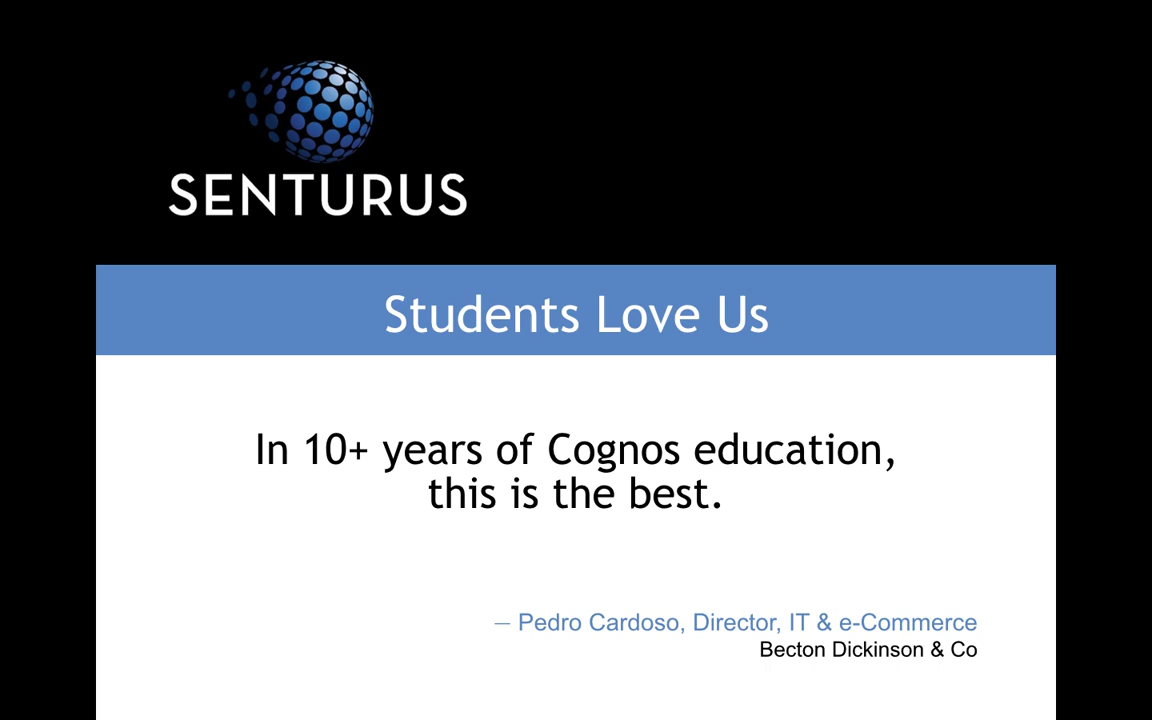 SENTURUS
Students Love Us
In 10+ years of Cognos education,
this is the best.
— Pedro Cardoso, Director, IT & e-Commerce
Becton Dickinson & Co